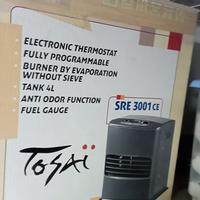 • ELECTRONIC THERMOSTAT
• FULLY PROGRAMMABLE
• BURNER BY EVAPORATION
WITHOUT SIEVE
• TANK 4L
• ANTI ODOR FUNCTION
• FUEL GAUGE
SRE 3001 CE
Tosaï